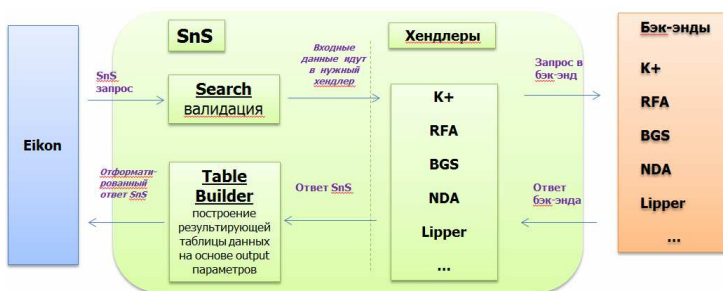 SnS
Хендлеры
Бэк-энды
Eikon
SnS
запрос
Search
валидация
Входные
данные идут
в нужный
хендлер
K+
RFA
BGS
NDA
Lipper
...
Запрос в
бэк-энд
K+
RFA
BGS
NDA
Lipper
...
Ответ
бэк-энда
Ответ SnS
Table
Builder
построение
результирующей
таблицы данных
на основе output
параметров
Отформати-
рованный
ответ SnS